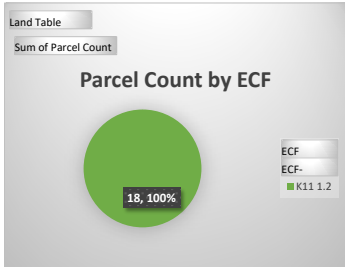 Land Table
Sum of Parcel Count
Parcel Count by ECF
18, 100%
ECF
ECF-
K11 1.2